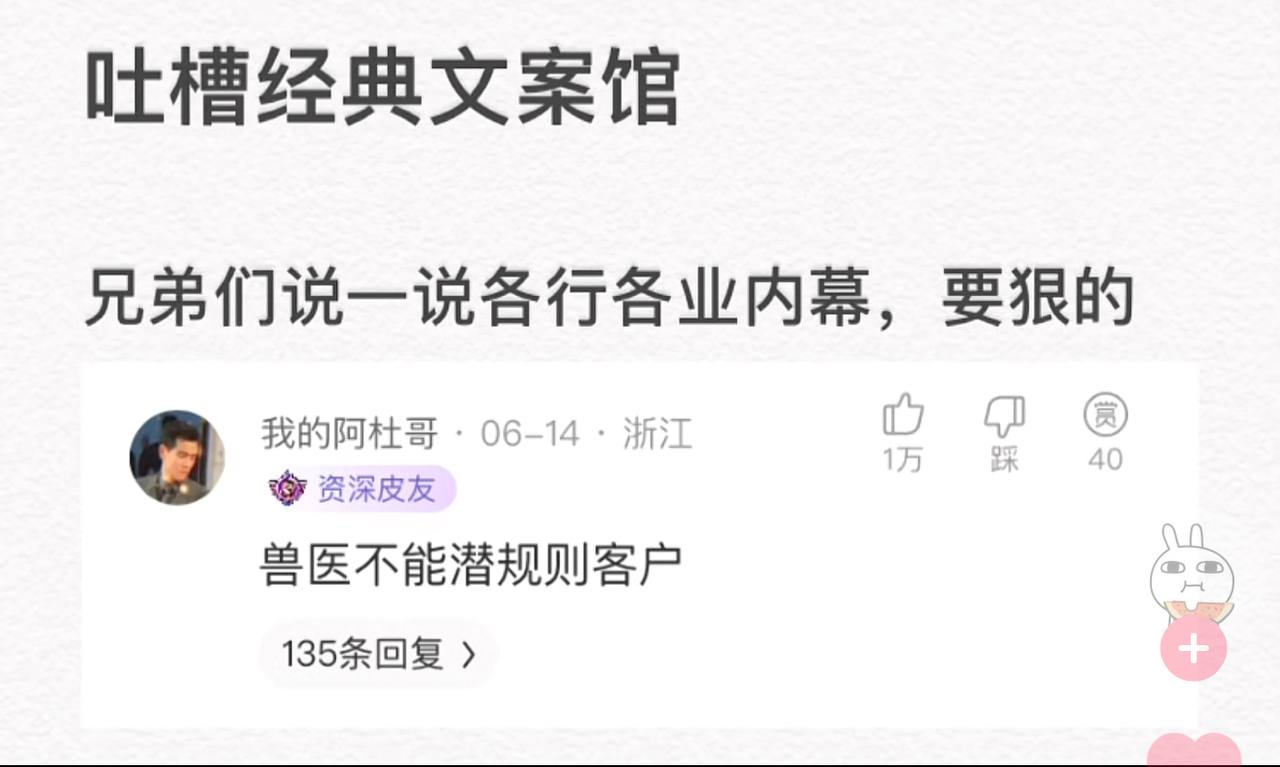 吐槽经典文案馆
兄弟们说一说各行各业内幕，要狠的
我的阿杜哥 · 06-14 · 浙江
资深皮友
1万
踩
赏
40
兽医不能潜规则客户
135条回复 >